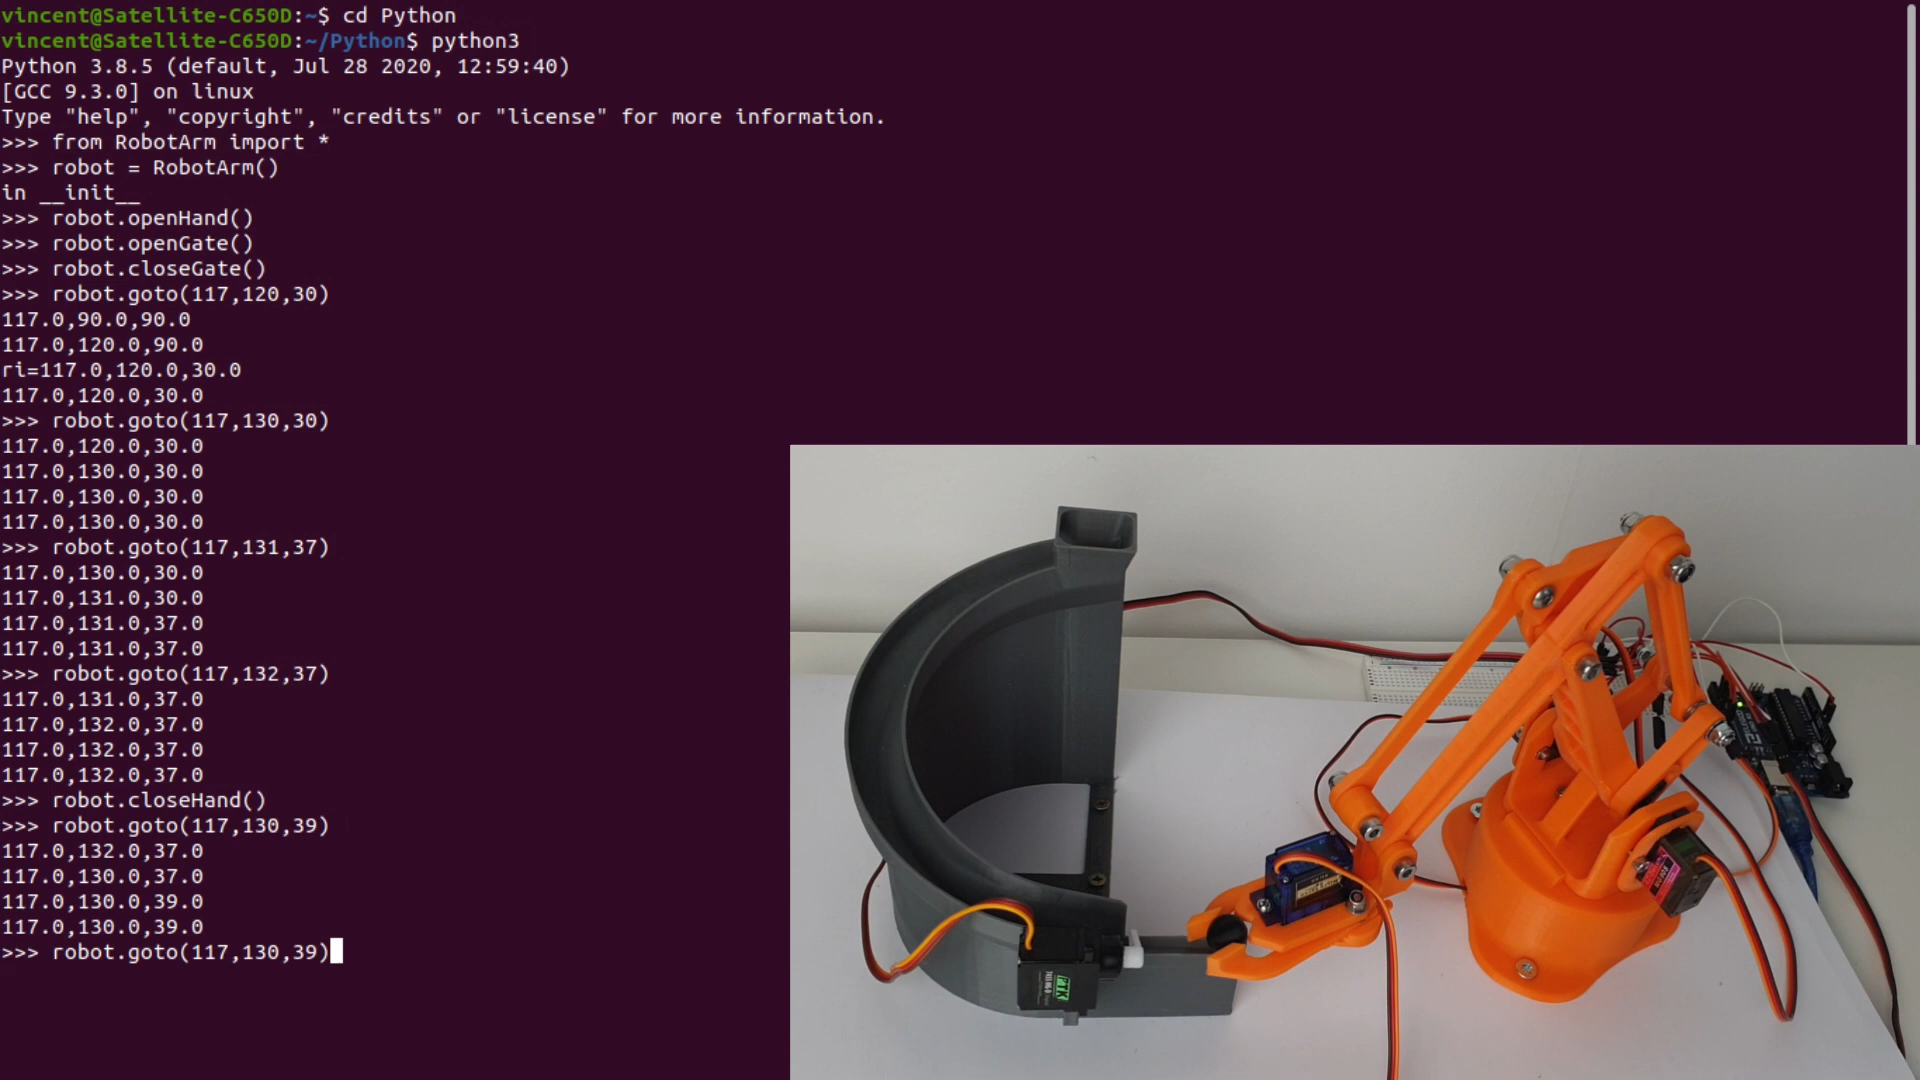 vincent@Satellite-C650D:~$ cd Python
vincent@Satellite-C650D:~/Python$ python3
Python 3.8.5 (default, Jul 28 2020, 12:59:40)
[GCC 9.3.0] on linux
Type "help", "copyright", "credits" or "license" for more information.
>>> from RobotArm import *
>>> robot = RobotArm()
in __init__
>>> robot.openHand()
>>> robot.openGate()
>>> robot.closeGate()
>>> robot.goto(117,120,30)
117.0,90.0,90.0
117.0,120.0,90.0
ri=117.0,120.0,30.0
117.0,120.0,30.0
>>> robot.goto(117,130,30)
117.0,120.0,30.0
117.0,130.0,30.0
117.0,130.0,30.0
117.0,130.0,30.0
>>> robot.goto(117,131,37)
117.0,130.0,30.0
117.0,131.0,30.0
117.0,131.0,37.0
117.0,131.0,37.0
>>> robot.goto(117,132,37)
117.0,131.0,37.0
117.0,132.0,37.0
117.0,132.0,37.0
117.0,132.0,37.0
>>> robot.closeHand()
>>> robot.goto(117,130,39)
117.0,132.0,37.0
117.0,130.0,37.0
117.0,130.0,39.0
117.0,130.0,39.0
>>> robot.goto(117,130,39)